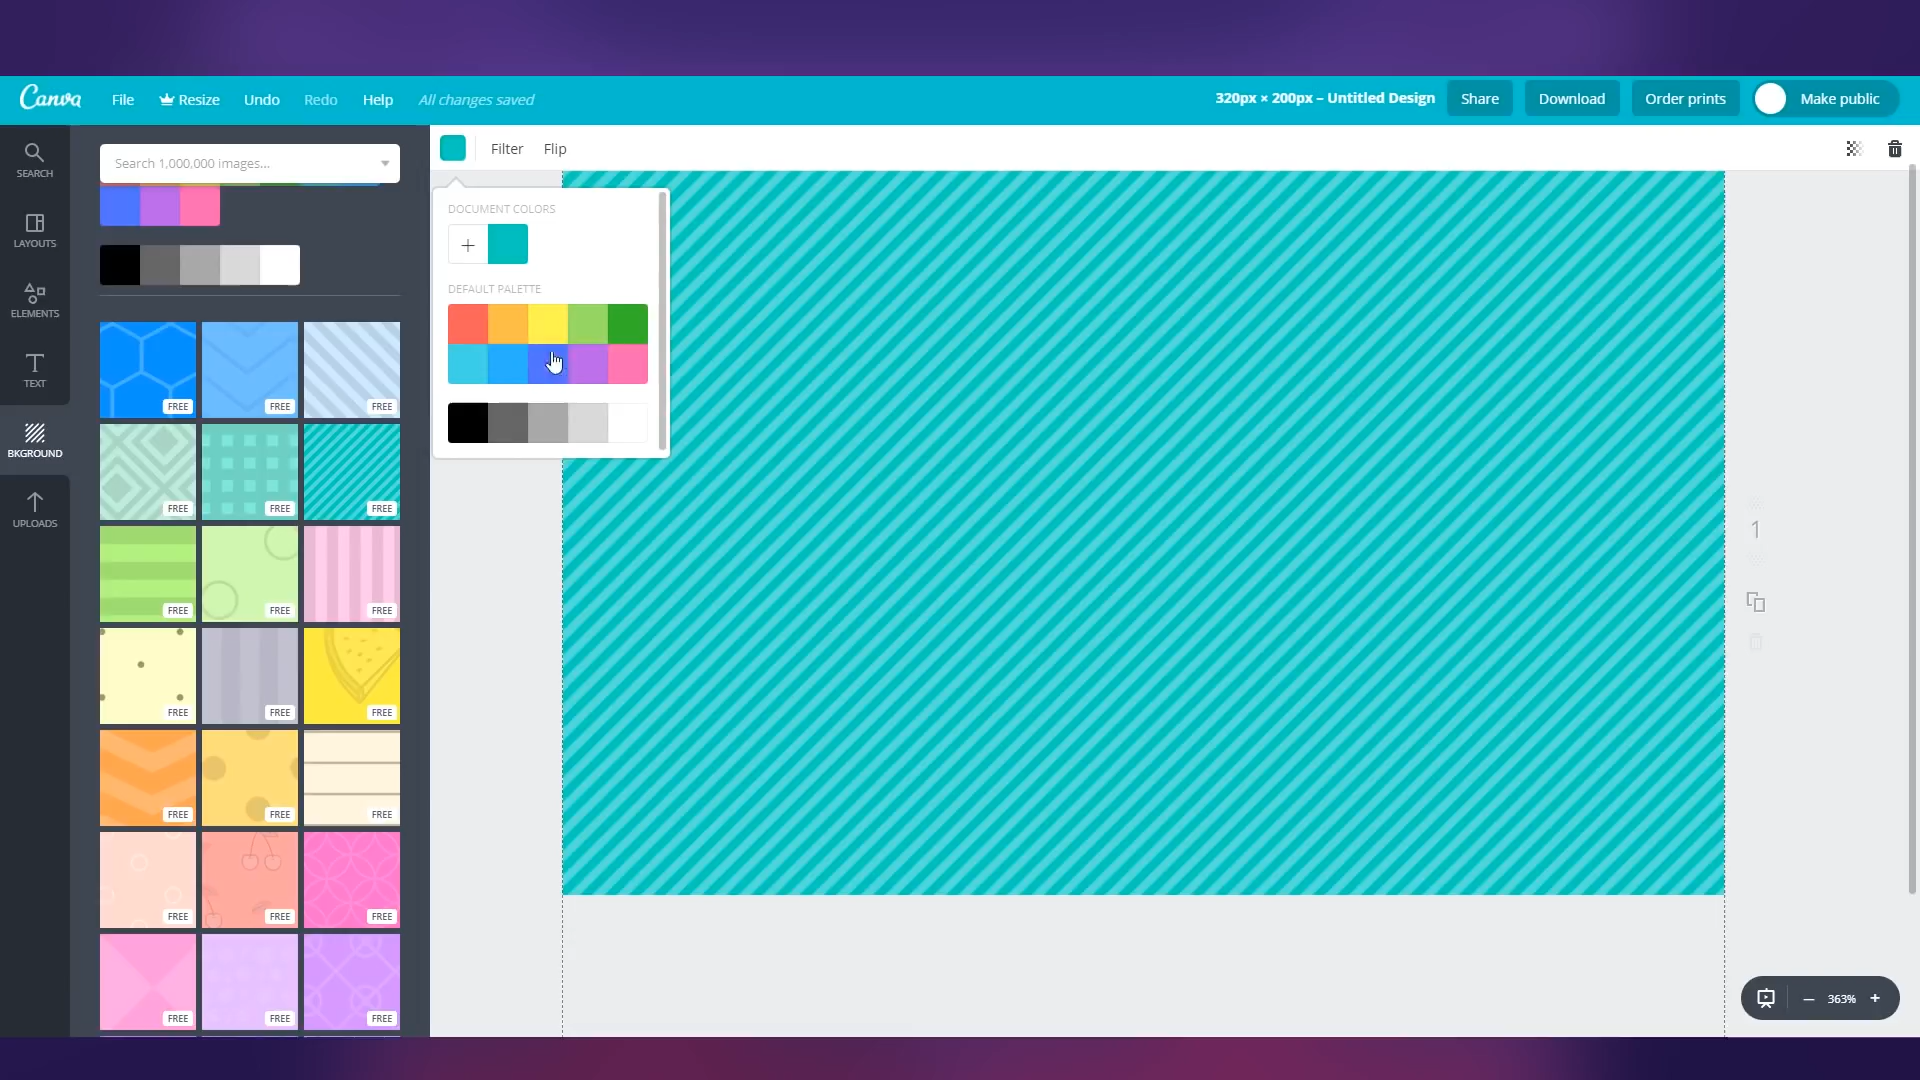 Canva File Resize Undo Redo Help All changes saved 320px × 200px – Untitled Design Share Download Order prints Make public
SEARCH
LAYOUTS
ELEMENTS
TEXT
BKGROUND
UPLOADS
Search 1,000,000 images...
FREE FREE FREE
FREE FREE FREE
FREE FREE FREE
FREE FREE FREE
FREE FREE FREE
FREE FREE FREE
FREE FREE FREE
Filter Flip
DOCUMENT COLORS
+
DEFAULT PALETTE
1
– 363% +